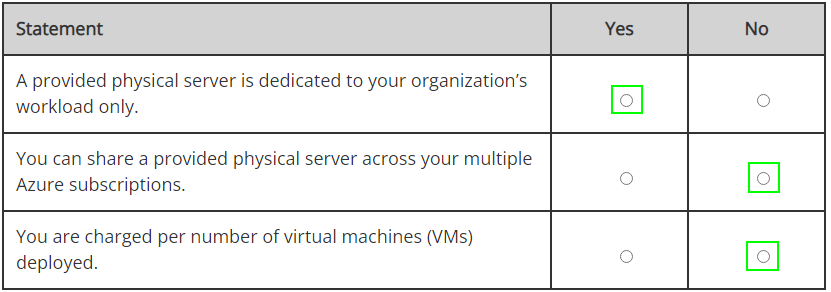 Statement Yes No
A provided physical server is dedicated to your organization’s
workload only.
You can share a provided physical server across your multiple
Azure subscriptions.
You are charged per number of virtual machines (VMs)
deployed.